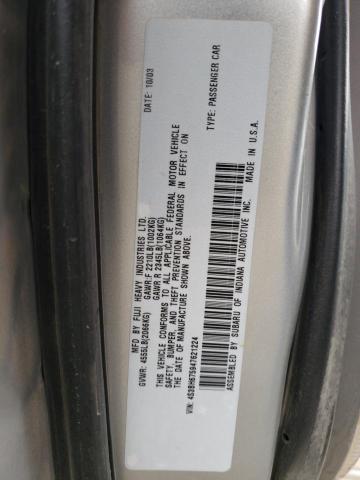 MFD BY FUJI HEAVY INDUSTRIES LTD. DATE: 10/03
GVWR: 4555LB(2066KG) GAWR:F 2210LB(1002KG)
GAWR R 2345LB(1064KG)
THIS VEHICLE CONFORMS TO ALL APPLICABLE FEDERAL MOTOR VEHICLE
SAFETY, BUMPER, AND THEFT PREVENTION STANDARDS IN EFFECT ON
THE DATE OF MANUFACTURE SHOWN ABOVE.
VIN: 4S3BH675947621224 TYPE: PASSENGER CAR
ASSEMBLED BY SUBARU OF INDIANA AUTOMOTIVE INC. MADE IN U.S.A.